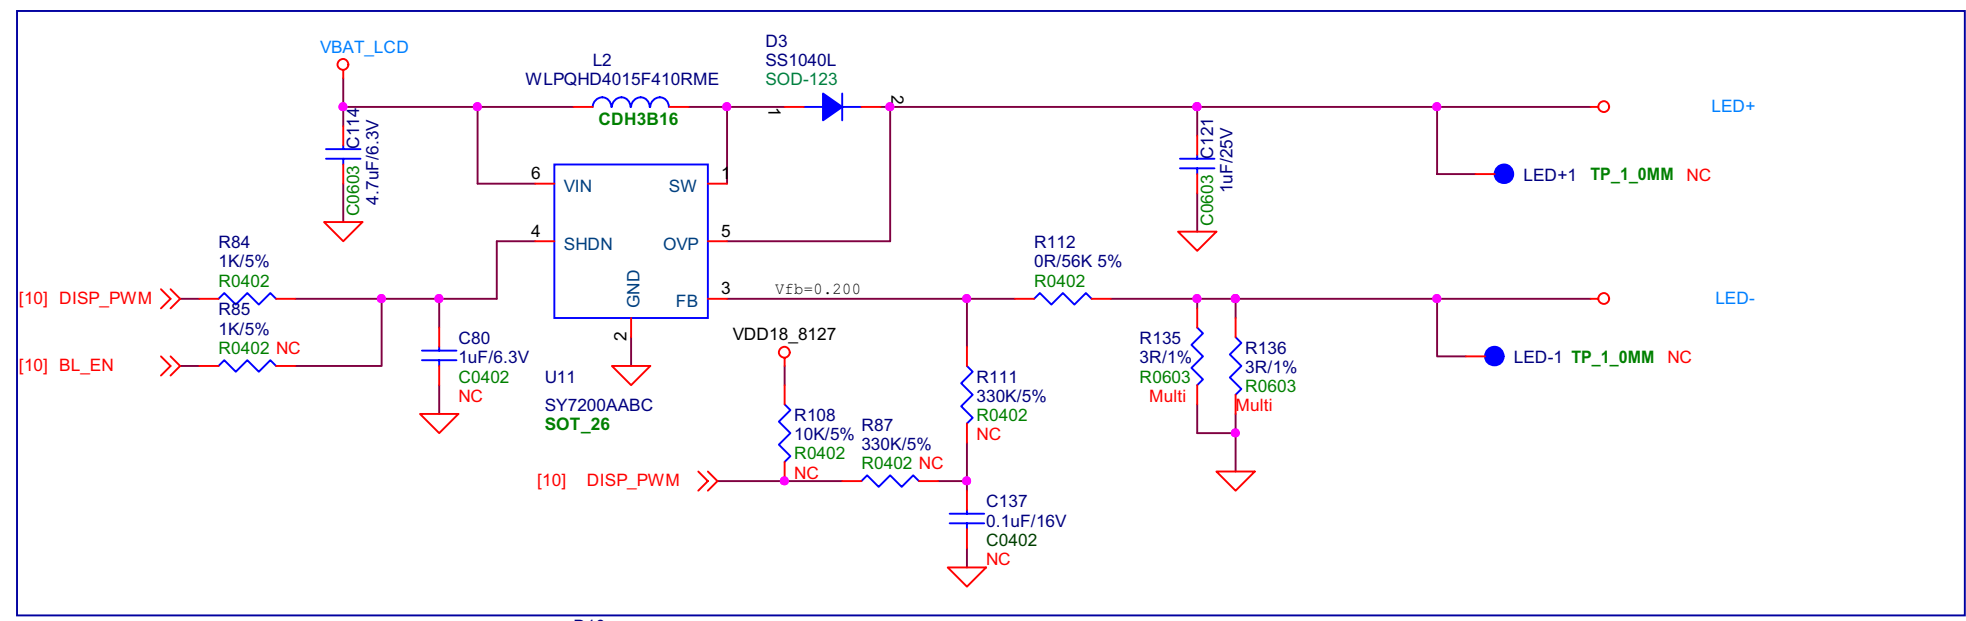 VBAT_LCD
C114
4.7uF/6.3V
C0603
L2
WLPQHD4015F410RME
CDH3B16
D3
SS1040L
SOD-123
1
2
C121
1uF/25V
C0603
LED+
LED+1 TP_1_0MM NC
6
VIN
SW
1
4
SHDN
OVP
5
GND
FB
3
2
Vfb=0.200
U11
SY7200AABC
SOT_26
R84
1K/5%
R0402
[10] DISP_PWM
R85
1K/5%
R0402 NC
[10] BL_EN
C80
1uF/6.3V
C0402
NC
R112
0R/56K 5%
R0402
LED-
LED-1 TP_1_0MM NC
R135
3R/1%
R0603
Multi
R136
3R/1%
R0603
Multi
VDD18_8127
R108
10K/5%
R0402
NC
R87
330K/5%
R0402 NC
R111
330K/5%
R0402
NC
[10] DISP_PWM
C137
0.1uF/16V
C0402
NC